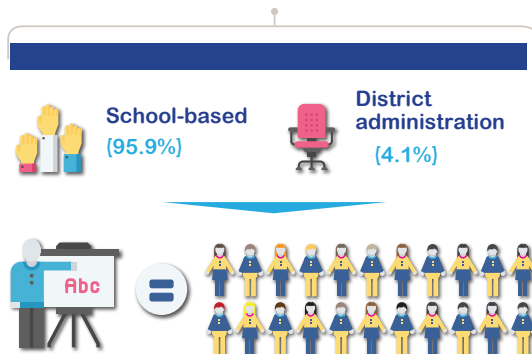 School-based
(95.9%)
District
administration
(4.1%)
Abc
=